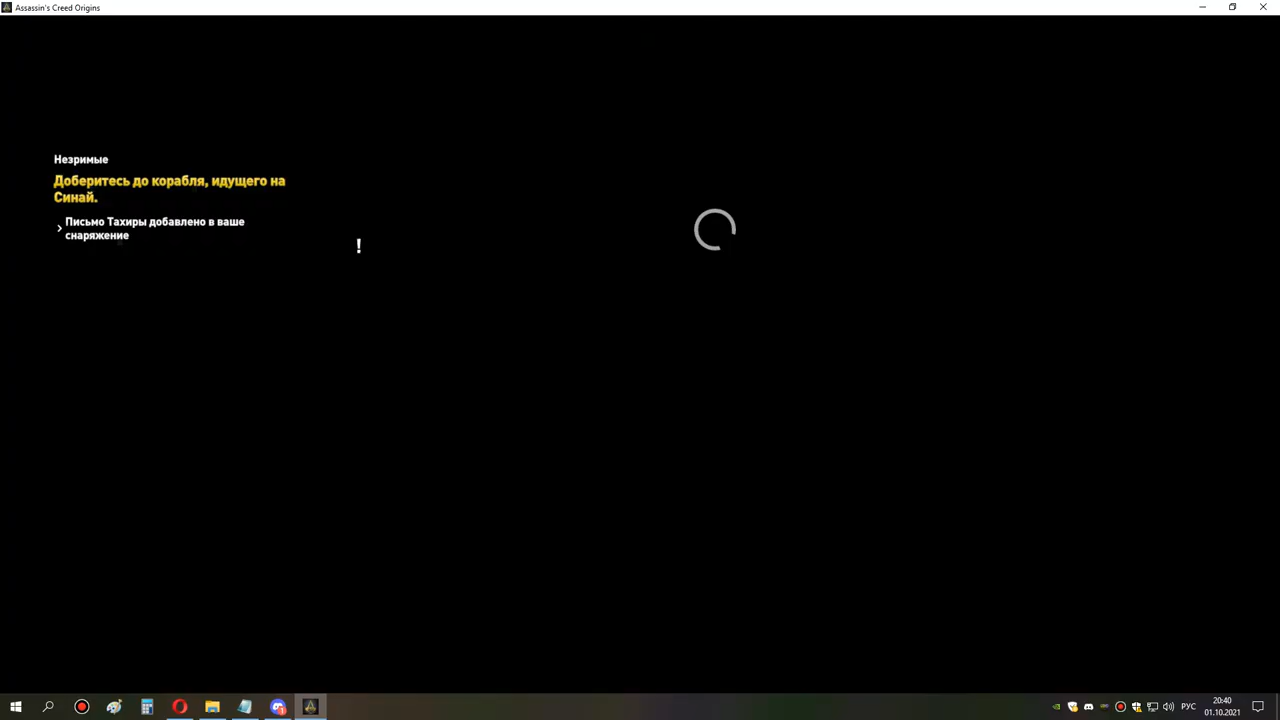 Assassin's Creed Origins
Незримые
Доберитесь до корабля, идущего на
Синай.
Письмо Тахиры добавлено в ваше
снаряжение
!
РУС
20:40
01.10.2021